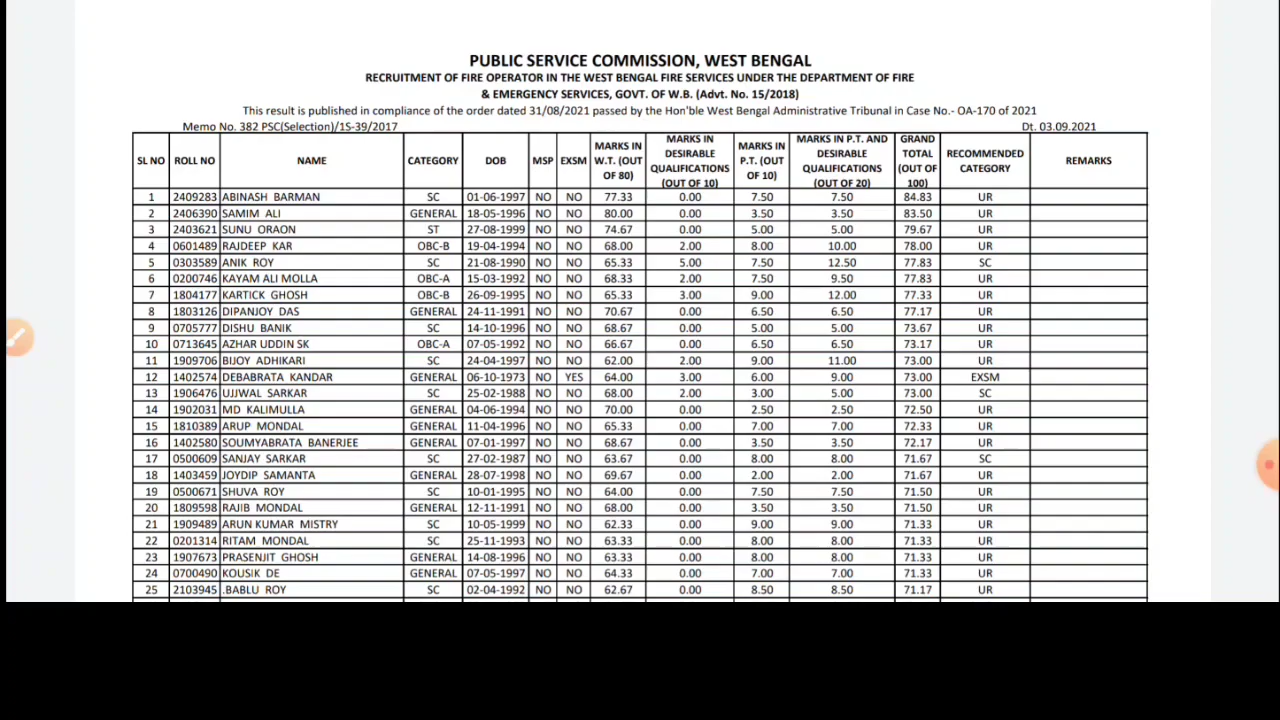 PUBLIC SERVICE COMMISSION, WEST BENGAL
RECRUITMENT OF FIRE OPERATOR IN THE WEST BENGAL FIRE SERVICES UNDER THE DEPARTMENT OF FIRE
& EMERGENCY SERVICES, GOVT. OF W.B. (Advt. No. 15/2018)
This result is published in compliance of the order dated 31/08/2021 passed by the Hon'ble West Bengal Administrative Tribunal in Case No.- OA-170 of 2021
Memo No. 382 PSC(Selection)/1S-39/2017 Dt. 03.09.2021
SL NO ROLL NO NAME CATEGORY DOB MSP EXSM MARKS IN W.T. (OUT OF 80) MARKS IN DESIRABLE QUALIFICATIONS (OUT OF 10) MARKS IN P.T. (OUT OF 10) MARKS IN P.T. AND DESIRABLE QUALIFICATIONS (OUT OF 20) GRAND TOTAL (OUT OF 100) RECOMMENDED CATEGORY REMARKS
1 2409283 ABINASH BARMAN SC 01-06-1997 NO NO 77.33 0.00 7.50 7.50 84.83 UR
2 2406390 SAMIM ALI GENERAL 18-05-1996 NO NO 80.00 0.00 3.50 3.50 83.50 UR
3 2403621 SUNU ORAON ST 27-08-1999 NO NO 74.67 0.00 5.00 5.00 79.67 UR
4 0601489 RAJDEEP KAR OBC-B 19-04-1994 NO NO 68.00 2.00 8.00 10.00 78.00 UR
5 0303589 ANIK ROY SC 21-08-1990 NO NO 65.33 5.00 7.50 12.50 77.83 SC
6 0200746 KAYAM ALI MOLLA OBC-A 15-03-1992 NO NO 68.33 2.00 7.50 9.50 77.83 UR
7 1804177 KARTICK GHOSH OBC-B 26-09-1995 NO NO 65.33 3.00 9.00 12.00 77.33 UR
8 1803126 DIPANJOY DAS GENERAL 24-11-1991 NO NO 70.67 0.00 6.50 6.50 77.17 UR
9 0705777 DISHU BANIK SC 14-10-1996 NO NO 68.67 0.00 5.00 5.00 73.67 UR
10 0713645 AZHAR UDDIN SK OBC-A 07-05-1992 NO NO 66.67 0.00 6.50 6.50 73.17 UR
11 1909706 BIJOY ADHIKARI SC 24-04-1997 NO NO 62.00 2.00 9.00 11.00 73.00 UR
12 1402574 DEBABRATA KANDAR GENERAL 06-10-1973 NO YES 64.00 3.00 6.00 9.00 73.00 EXSM
13 1906476 UJJWAL SARKAR SC 25-02-1988 NO NO 68.00 2.00 3.00 5.00 73.00 SC
14 1902031 MD KALIMULLA GENERAL 04-06-1994 NO NO 70.00 0.00 2.50 2.50 72.50 UR
15 1810389 ARUP MONDAL GENERAL 11-04-1996 NO NO 65.33 0.00 7.00 7.00 72.33 UR
16 1402580 SOUMYABRATA BANERJEE GENERAL 07-01-1997 NO NO 68.67 0.00 3.50 3.50 72.17 UR
17 0500609 SANJAY SARKAR SC 27-02-1987 NO NO 63.67 0.00 8.00 8.00 71.67 SC
18 1403459 JOYDIP SAMANTA GENERAL 28-07-1998 NO NO 69.67 0.00 2.00 2.00 71.67 UR
19 0500671 SHUVA ROY SC 10-01-1995 NO NO 64.00 0.00 7.50 7.50 71.50 UR
20 1809598 RAJIB MONDAL GENERAL 12-11-1991 NO NO 68.00 0.00 3.50 3.50 71.50 UR
21 1909489 ARUN KUMAR MISTRY SC 10-05-1999 NO NO 62.33 0.00 9.00 9.00 71.33 UR
22 0201314 RITAM MONDAL SC 25-11-1993 NO NO 63.33 0.00 8.00 8.00 71.33 UR
23 1907673 PRASENJIT GHOSH GENERAL 14-08-1996 NO NO 63.33 0.00 8.00 8.00 71.33 UR
24 0700490 KOUSIK DE GENERAL 07-05-1997 NO NO 64.33 0.00 7.00 7.00 71.33 UR
25 2103945 .BABLU ROY SC 02-04-1992 NO NO 62.67 0.00 8.50 8.50 71.17 UR